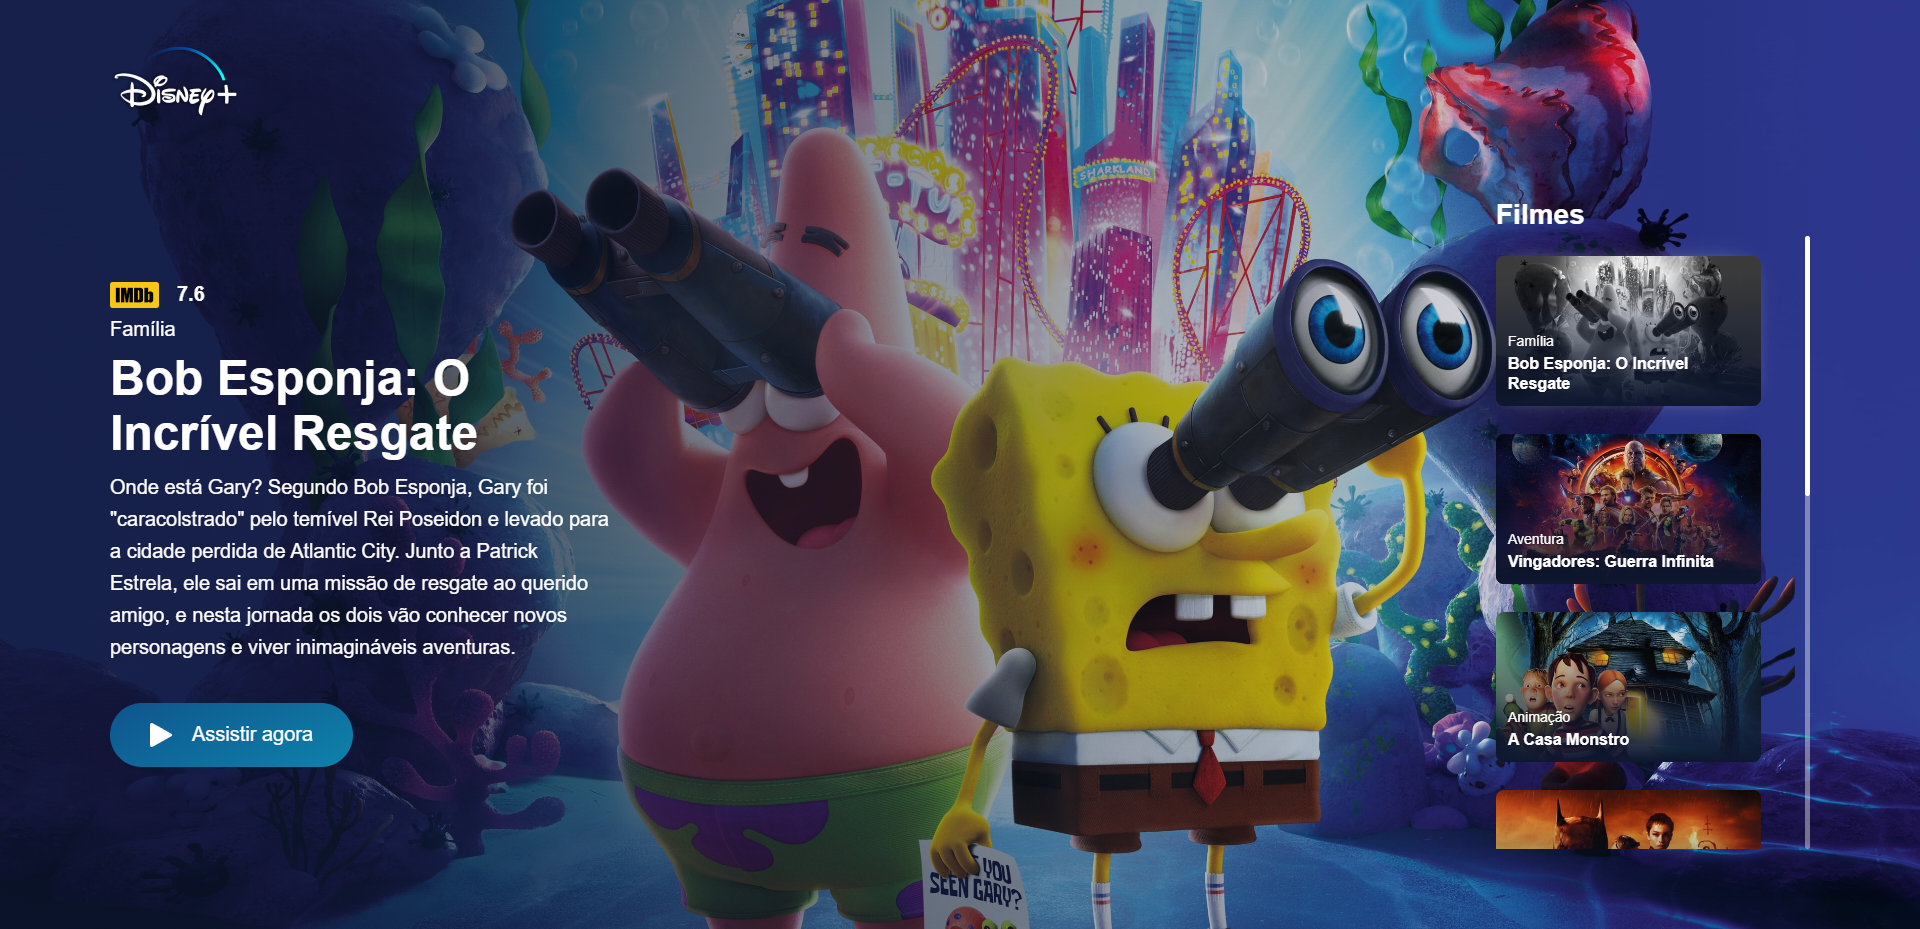 Disney+
IMDb 7.6
Família
Bob Esponja: O
Incrível Resgate
Onde está Gary? Segundo Bob Esponja, Gary foi
"caracolstrado" pelo temível Rei Poseidon e levado para
a cidade perdida de Atlantic City. Junto a Patrick
Estrela, ele sai em uma missão de resgate ao querido
amigo, e nesta jornada os dois vão conhecer novos
personagens e viver inimagináveis aventuras.
Assistir agora
SHARKLAND
YOU
SEEN GARY?
Filmes
Família
Bob Esponja: O Incrível
Resgate
Aventura
Vingadores: Guerra Infinita
Animação
A Casa Monstro